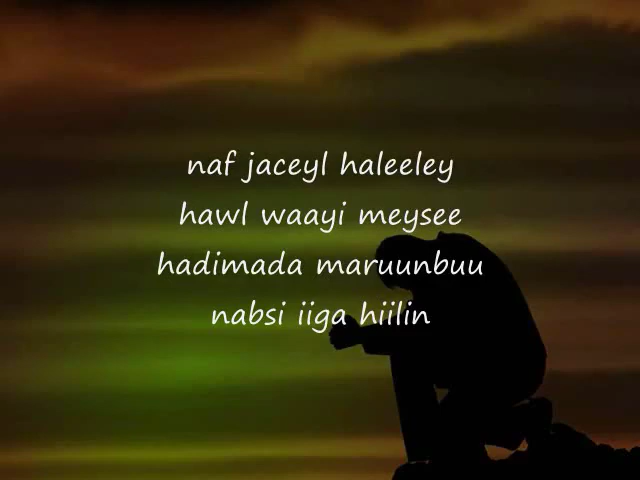 naf jaceyl haleeley
hawl waayi meysee
hadimada maruunbuu
nabsi iiga hiilin